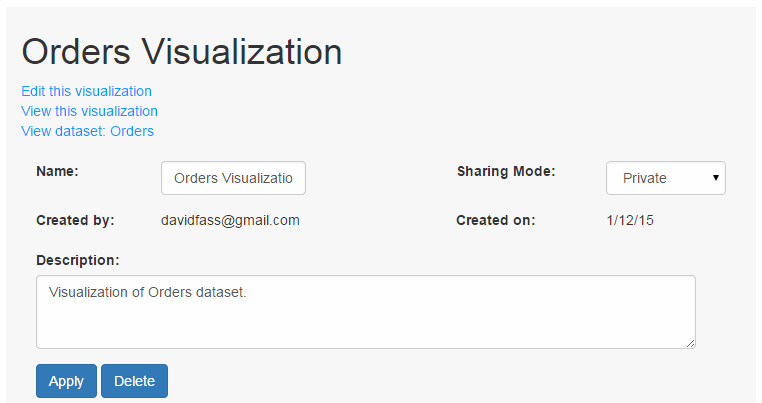 Orders Visualization
Edit this visualization
View this visualization
View dataset: Orders
Name: Orders Visualizatio Sharing Mode: Private
Created by: davidfass@gmail.com Created on: 1/12/15
Description:
Visualization of Orders dataset.
Apply Delete